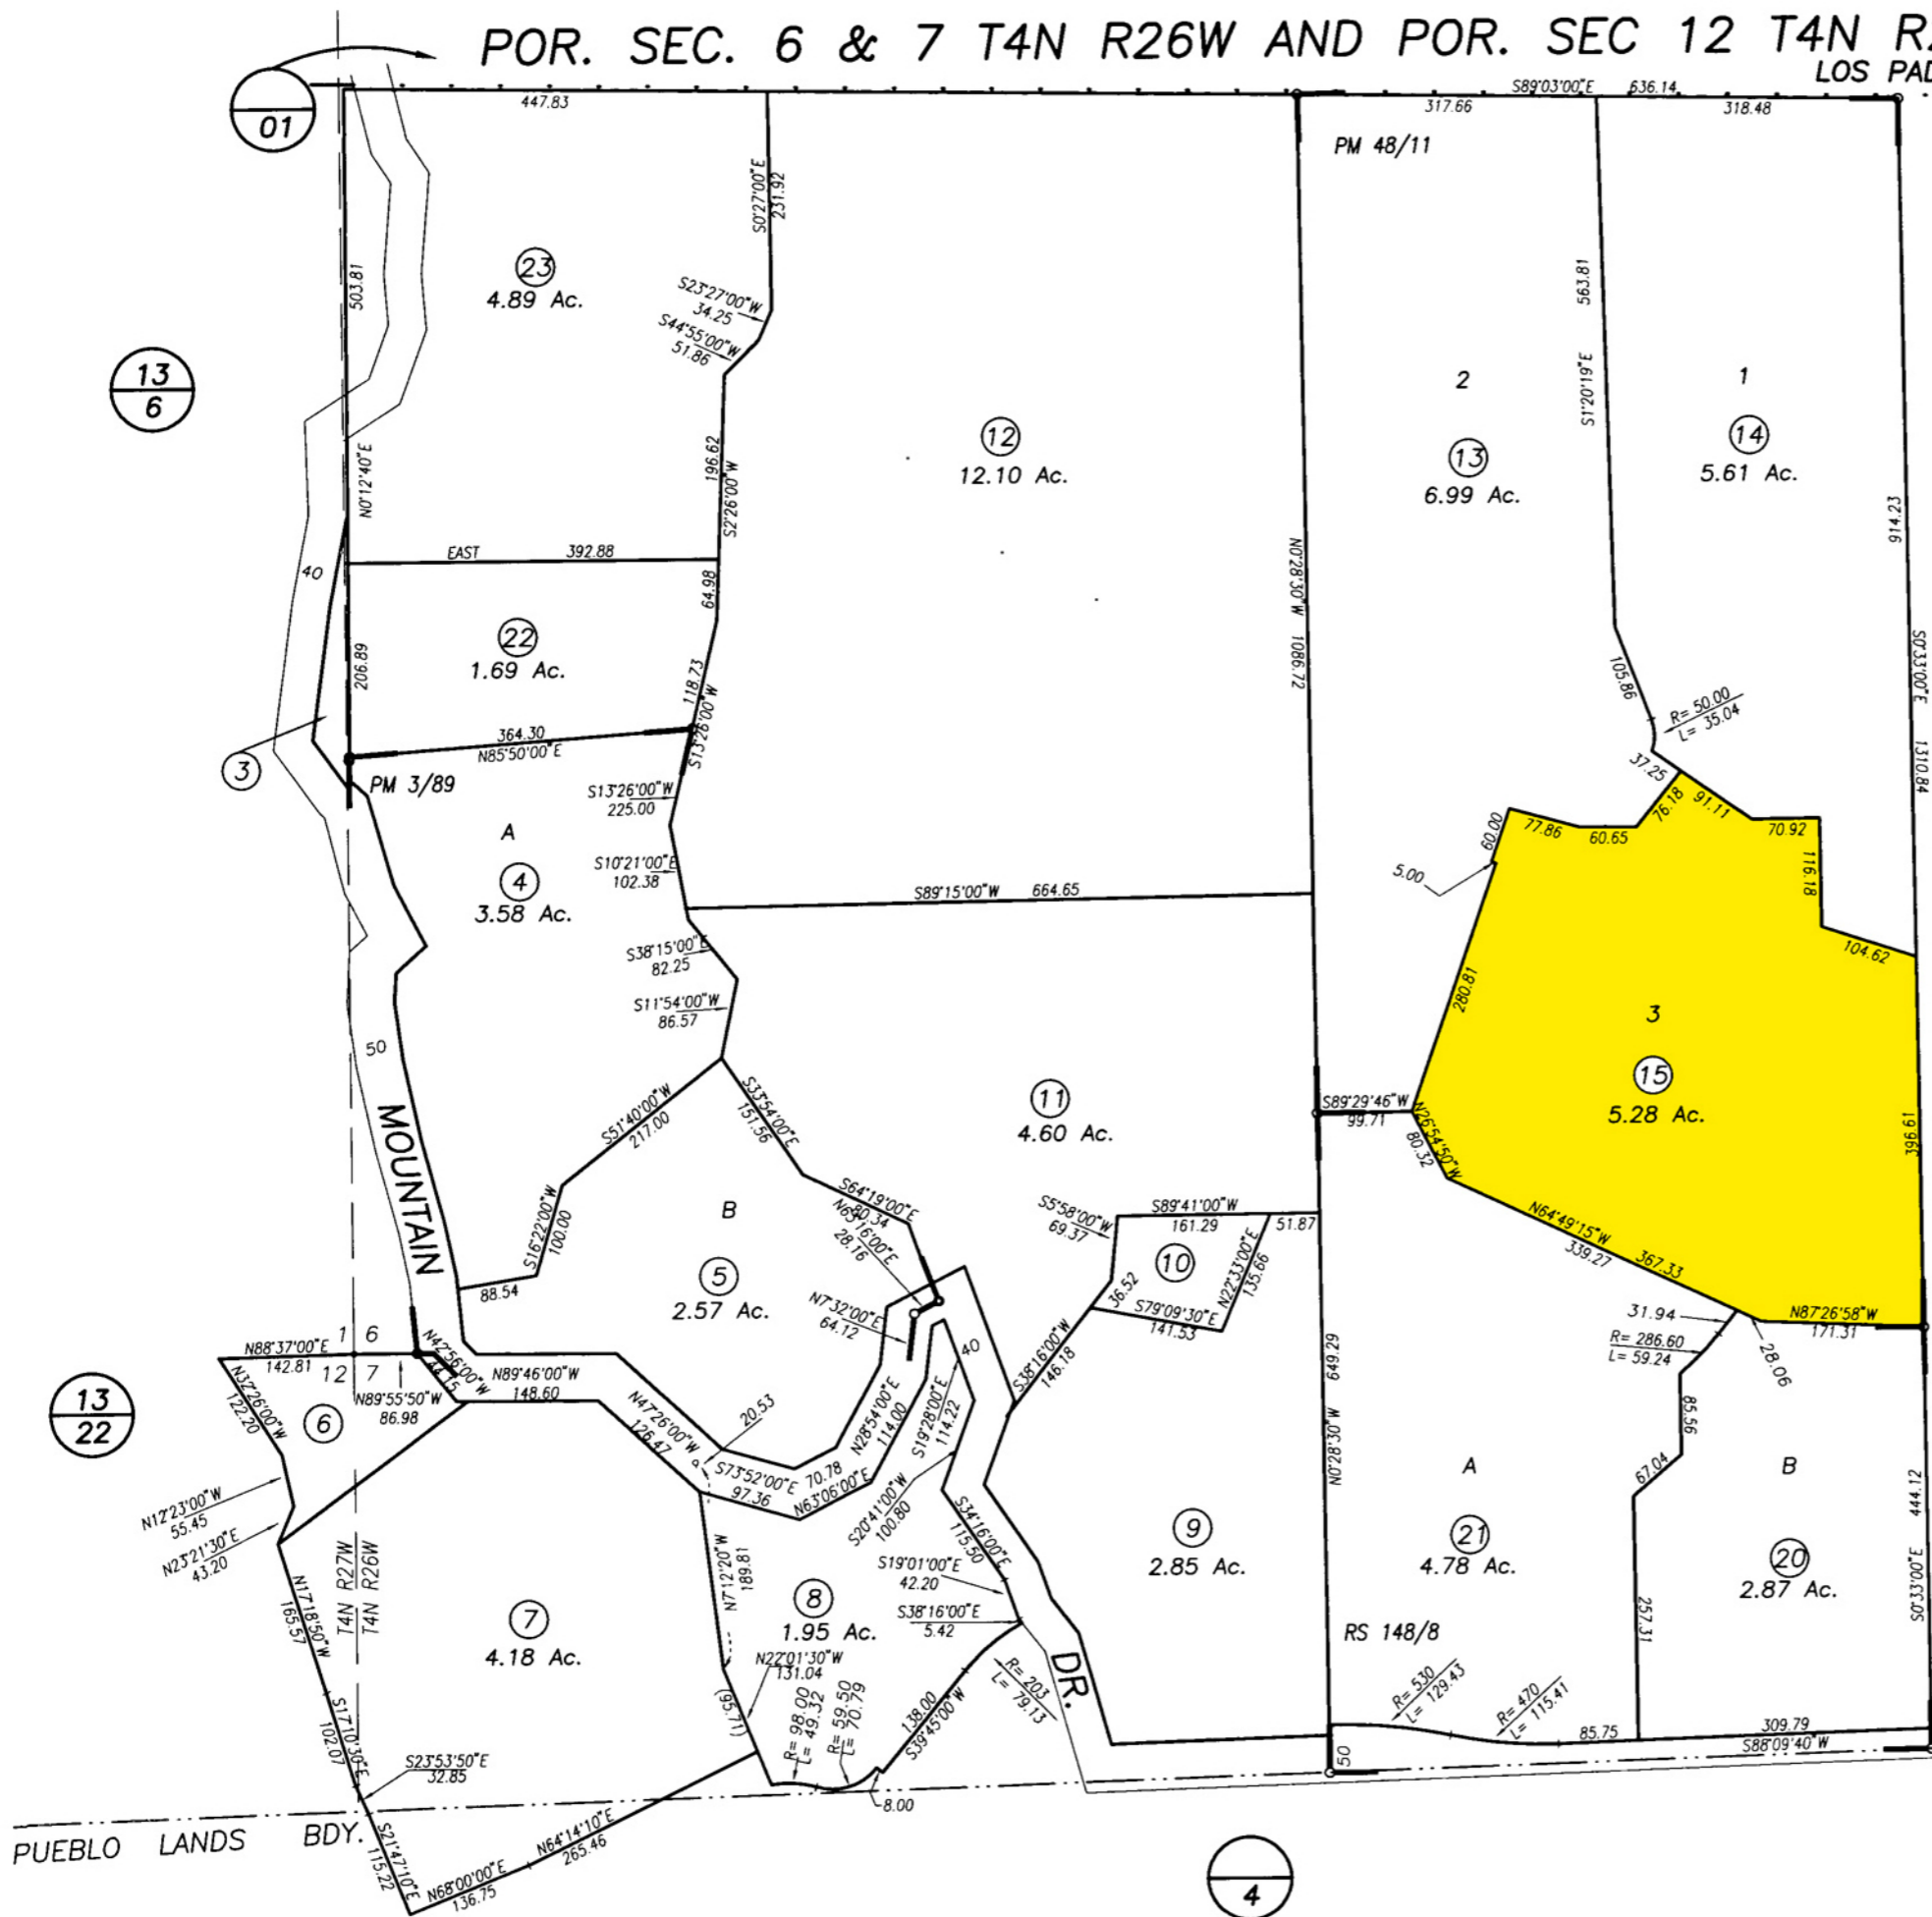 POR. SEC. 6 & 7 T4N R26W AND POR. SEC 12 T4N
LOS
01
447.83
S89°03'00"E 636.14
317.66
318.48
PM 48/11
S0°27'00"E
231.92
503.81
23
4.89 Ac.
S23°27'00"W
34.25
S44°55'00"W
51.86
563.81
S1°20'19"E
13
6
2
1
12
12.10 Ac.
13
6.99 Ac.
14
5.61 Ac.
N0°12'40"E
196.62
S2°26'00"W
914.23
EAST 392.88
40
64.98
N0°28'30"W 1086.72
22
1.69 Ac.
206.89
118.73
S13°26'00"W
105.86
R= 50.00
L= 35.04
S0°33'00"E 1310.84
364.30
N85°50'00"E
3
PM 3/89
37.25
76.18
91.11
S13°26'00"W
225.00
60.00
77.86
60.65
70.92
A
4
3.58 Ac.
S10°21'00"E
102.38
5.00
116.18
S89°15'00"W 664.65
S38°15'00"E
82.25
104.62
280.81
S11°54'00"W
86.57
3
50
15
5.28 Ac.
MOUNTAIN
S51°40'00"W
217.00
S33°54'00"E
151.56
11
4.60 Ac.
S89°29'46"W
99.71
N26°54'50"W
80.32
396.61
S16°22'00"W
100.00
B
S64°19'00"E
80.34
N63°16'00"E
28.16
S5°58'00"W
69.37
S89°41'00"W
161.29
51.87
N64°49'15"W
339.27
367.33
88.54
5
2.57 Ac.
10
36.52
N22°33'00"E
135.66
N7°32'00"E
64.12
S79°09'30"E
141.53
31.94
N87°26'58"W
171.31
1 6
12 7
N88°37'00"E
142.81
N42°56'00"W
44.15
R= 286.60
L= 59.24
28.06
40
N89°46'00"W
148.60
N89°55'50"W
86.98
S38°16'00"W
146.18
649.29
13
22
N32°26'00"W
122.20
6
N47°26'00"W
126.47
20.53
N28°54'00"E
114.00
S19°28'00"E
114.22
85.56
S73°52'00"E 70.78
97.36
N63°06'00"E
N0°28'30"W
A
B
67.04
N12°23'00"W
55.45
N23°21'30"E
43.20
S20°41'00"W
100.80
S34°16'00"E
115.50
444.12
T4N R27W
T4N R26W
9
2.85 Ac.
21
4.78 Ac.
20
2.87 Ac.
N7°12'20"W
189.81
S19°01'00"E
42.20
N17°18'50"W
165.57
8
1.95 Ac.
S38°16'00"E
5.42
S0°33'00"E
257.31
7
4.18 Ac.
RS 148/8
N22°01'30"W
131.04
DR.
R= 203
L= 79.13
S17°10'30"E
102.07
(95.71)
R= 98.00
L= 49.32
R= 59.50
L= 70.79
138.00
S39°45'00"W
R= 530
L= 129.43
R= 470
L= 115.41
85.75
309.79
S88°09'40"W
50
S23°53'50"E
32.85
8.00
PUEBLO LANDS BDY.
S21°47'10"E
115.22
N64°14'10"E
265.46
N68°00'00"E
136.75
4